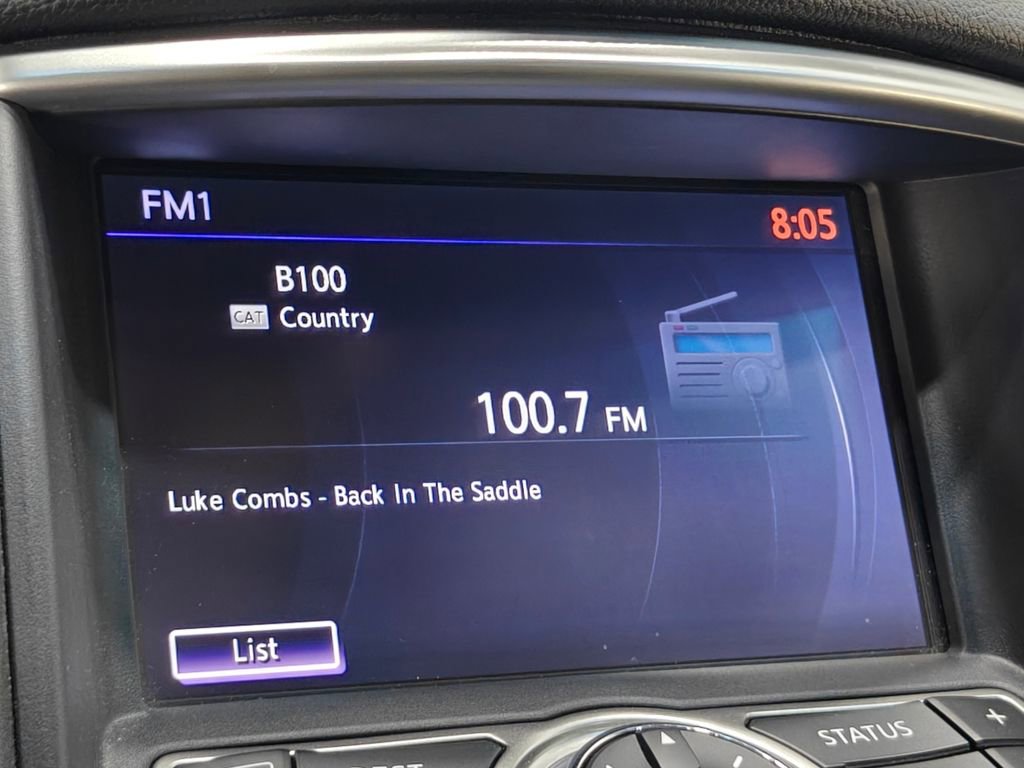 FM1
8:05
B100
CAT Country
100.7 FM
Luke Combs - Back In The Saddle
List
STATUS
+